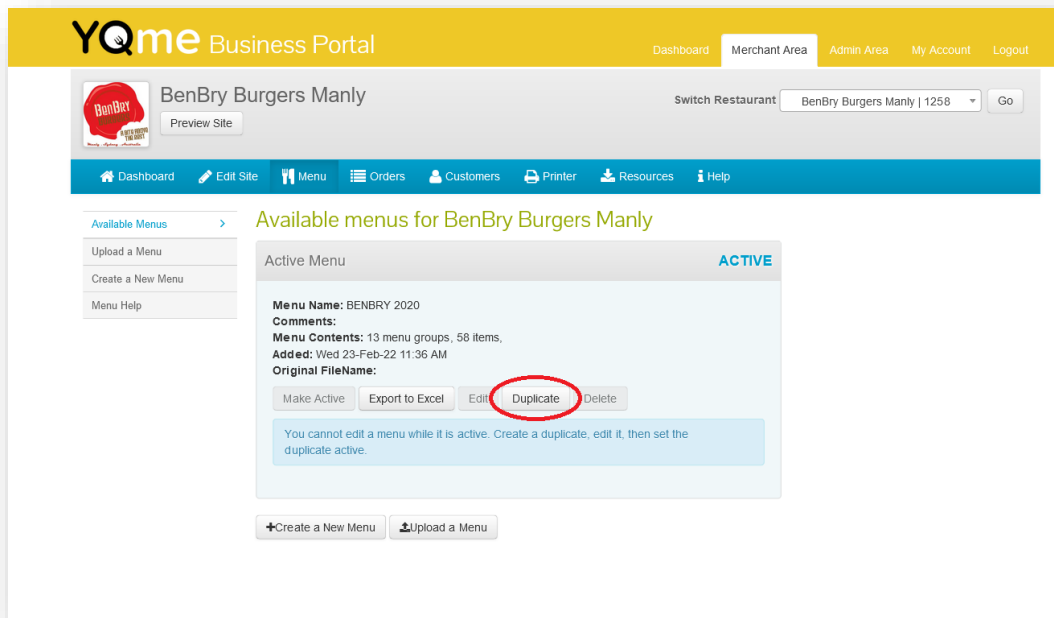 YQme Business Portal
Dashboard Merchant Area Admin Area My Account Logout
BenBry
BenBry Burgers Manly
Preview Site
Switch Restaurant BenBry Burgers Manly | 1258 Go
Dashboard Edit Site Menu Orders Customers Printer Resources Help
Available Menus
Upload a Menu
Create a New Menu
Menu Help
Available menus for BenBry Burgers Manly
Active Menu ACTIVE
Menu Name: BENBRY 2020
Comments:
Menu Contents: 13 menu groups, 58 items,
Added: Wed 23-Feb-22 11:36 AM
Original FileName:
Make Active Export to Excel Edit Duplicate Delete
You cannot edit a menu while it is active. Create a duplicate, edit it, then set the
duplicate active.
Create a New Menu Upload a Menu